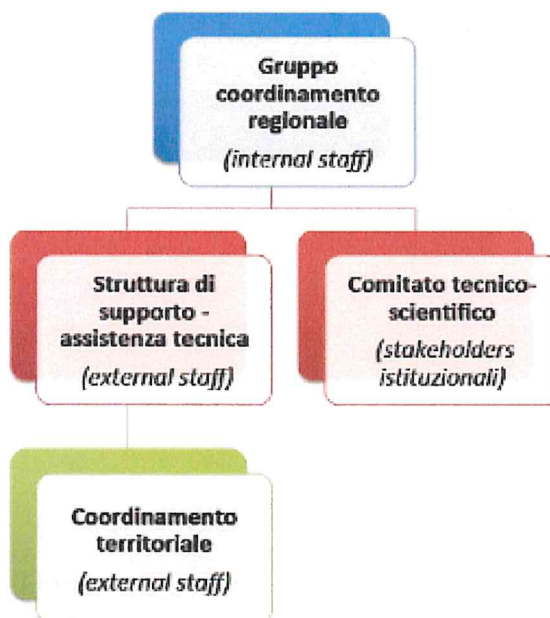 Gruppo
coordinamento
regionale
(internal staff)
Struttura di
supporto -
assistenza tecnica
(external staff)
Comitato tecnico-
scientifico
(stakeholders
istituzionali)
Coordinamento
territoriale
(external staff)